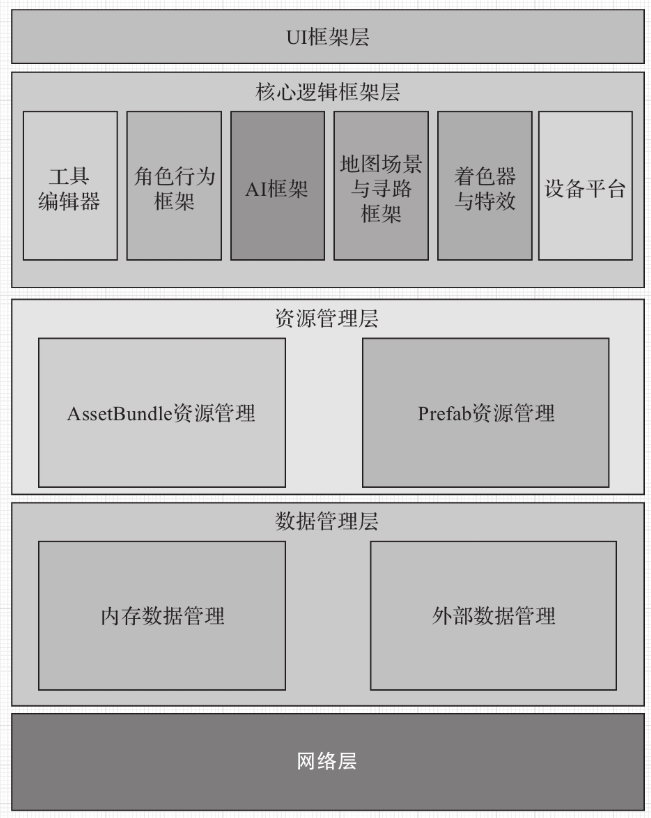 UI框架层
核心逻辑框架层
工具
编辑器
角色行为
框架
AI框架
地图场景
与寻路
框架
着色器
与特效
设备平台
资源管理层
AssetBundle资源管理
Prefab资源管理
数据管理层
内存数据管理
外部数据管理
网络层